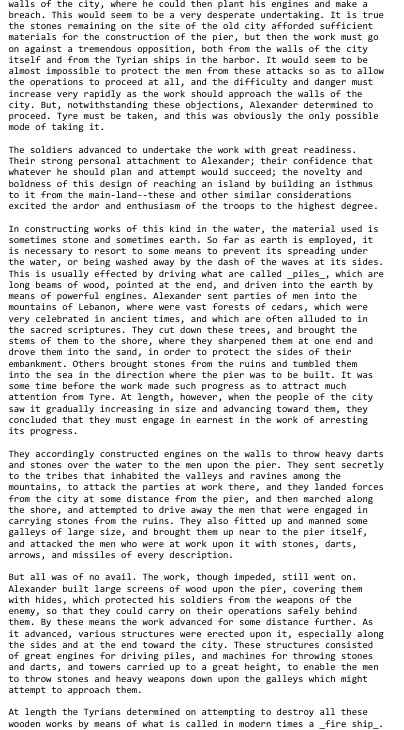 walls of the city, where he could then plant his engines and make a
breach. This would seem to be a very desperate undertaking. It is true
the stones remaining on the site of the old city afforded sufficient
materials for the construction of the pier, but then the work must go
on against a tremendous opposition, both from the walls of the city
itself and from the Tyrian ships in the harbor. It would seem to be
almost impossible to protect the men from these attacks so as to allow
the operations to proceed at all, and the difficulty and danger must
increase very rapidly as the work should approach the walls of the
city. But, notwithstanding these objections, Alexander determined to
proceed. Tyre must be taken, and this was obviously the only possible
mode of taking it.

The soldiers advanced to undertake the work with great readiness.
Their strong personal attachment to Alexander; their confidence that
whatever he should plan and attempt would succeed; the novelty and
boldness of this design of reaching an island by building an isthmus
to it from the main-land--these and other similar considerations
excited the ardor and enthusiasm of the troops to the highest degree.

In constructing works of this kind in the water, the material used is
sometimes stone and sometimes earth. So far as earth is employed, it
is necessary to resort to some means to prevent its spreading under
the water, or being washed away by the dash of the waves at its sides.
This is usually effected by driving what are called _piles_, which are
long beams of wood, pointed at the end, and driven into the earth by
means of powerful engines. Alexander sent parties of men into the
mountains of Lebanon, where were vast forests of cedars, which were
very celebrated in ancient times, and which are often alluded to in
the sacred scriptures. They cut down these trees, and brought the
stems of them to the shore, where they sharpened them at one end and
drove them into the sand, in order to protect the sides of their
embankment. Others brought stones from the ruins and tumbled them
into the sea in the direction where the pier was to be built. It was
some time before the work made such progress as to attract much
attention from Tyre. At length, however, when the people of the city
saw it gradually increasing in size and advancing toward them, they
concluded that they must engage in earnest in the work of arresting
its progress.

They accordingly constructed engines on the walls to throw heavy darts
and stones over the water to the men upon the pier. They sent secretly
to the tribes that inhabited the valleys and ravines among the
mountains, to attack the parties at work there, and they landed forces
from the city at some distance from the pier, and then marched along
the shore, and attempted to drive away the men that were engaged in
carrying stones from the ruins. They also fitted up and manned some
galleys of large size, and brought them up near to the pier itself,
and attacked the men who were at work upon it with stones, darts,
arrows, and missiles of every description.

But all was of no avail. The work, though impeded, still went on.
Alexander built large screens of wood upon the pier, covering them
with hides, which protected his soldiers from the weapons of the
enemy, so that they could carry on their operations safely behind
them. By these means the work advanced for some distance further. As
it advanced, various structures were erected upon it, especially along
the sides and at the end toward the city. These structures consisted
of great engines for driving piles, and machines for throwing stones
and darts, and towers carried up to a great height, to enable the men
to throw stones and heavy weapons down upon the galleys which might
attempt to approach them.

At length the Tyrians determined on attempting to destroy all these
wooden works by means of what is called in modern times a _fire ship_.